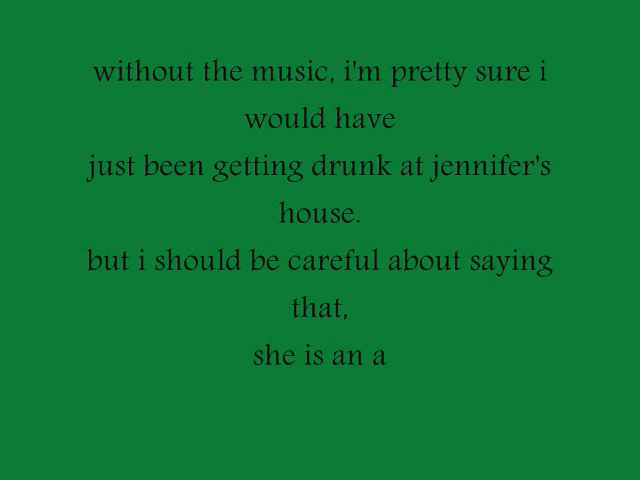 without the music, i'm pretty sure i
would have
just been getting drunk at jennifer's
house.
but i should be careful about saying
that,
she is an a